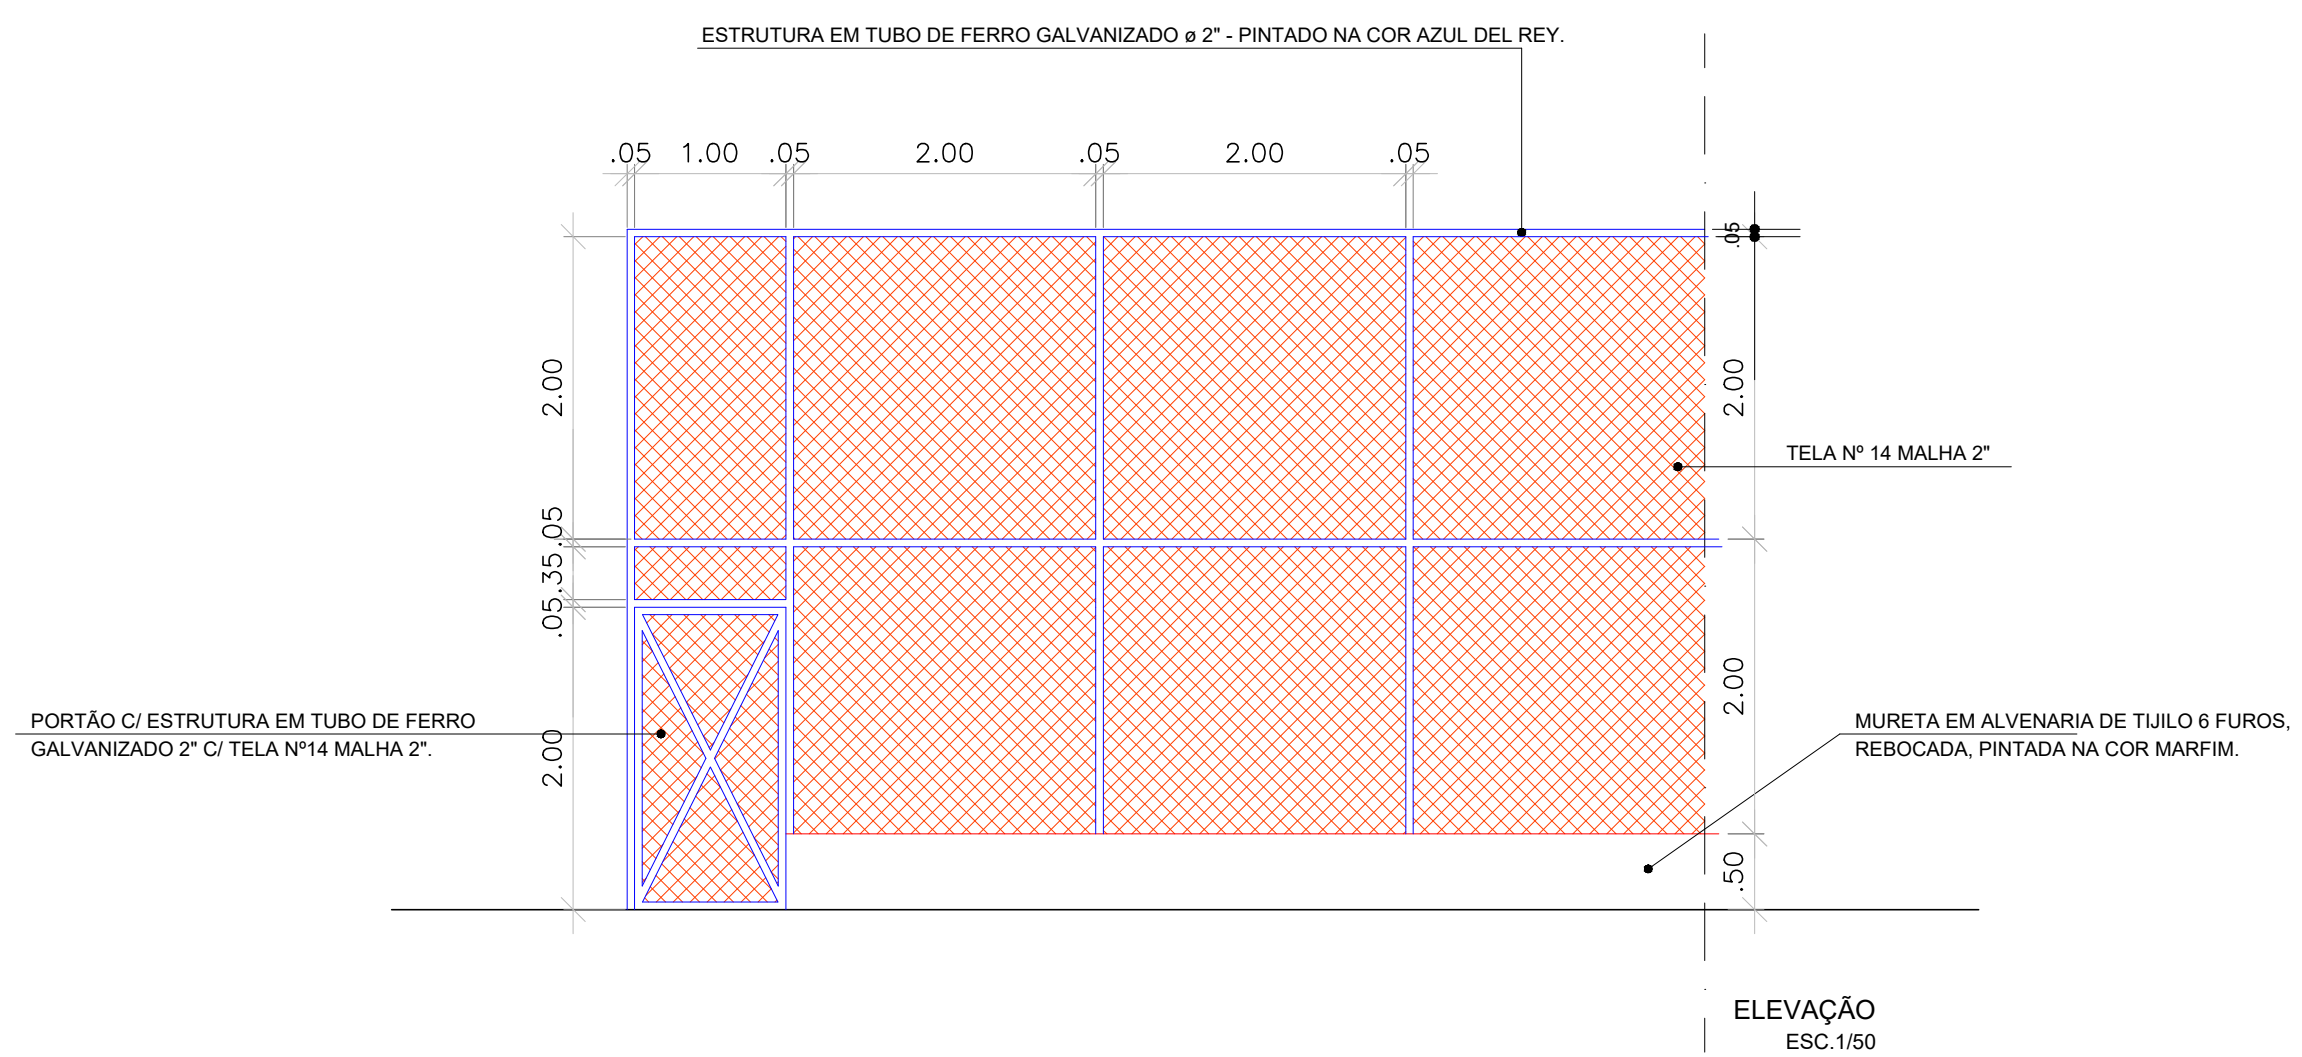 ESTRUTURA EM TUBO DE FERRO GALVANIZADO ø 2" - PINTADO NA COR AZUL DEL REY.
.05 1.00 .05 2.00 .05 2.00 .05
.05
2.00
2.00
TELA Nº 14 MALHA 2"
.05
.35
.05
2.00
2.00
PORTÃO C/ ESTRUTURA EM TUBO DE FERRO
GALVANIZADO 2" C/ TELA Nº14 MALHA 2".
MURETA EM ALVENARIA DE TIJILO 6 FUROS,
REBOCADA, PINTADA NA COR MARFIM.
.50
ELEVAÇÃO
ESC.1/50